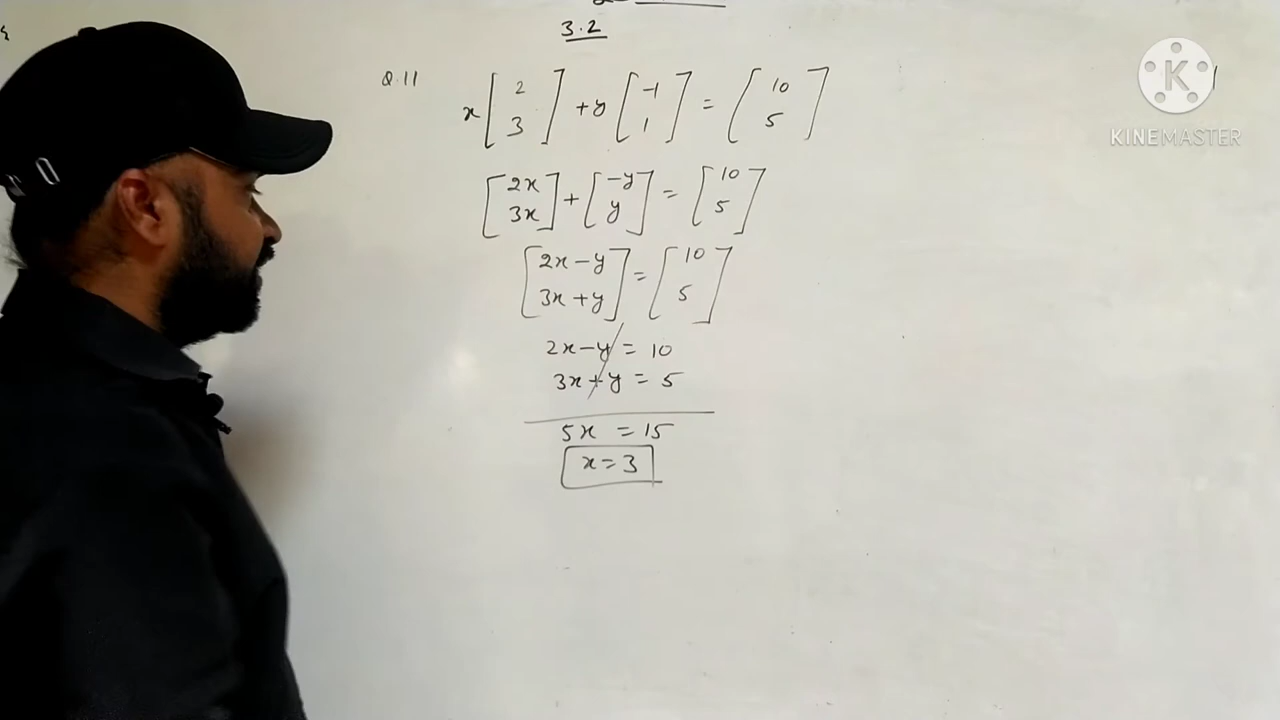 3.2
Q.11
x[2 3] + y[-1 1] = [10 5]
[2x 3x] + [-y y] = [10 5]
[2x-y 3x+y] = [10 5]
2x-y = 10
3x+y = 5
5x = 15
x=3
K
KINEMASTER